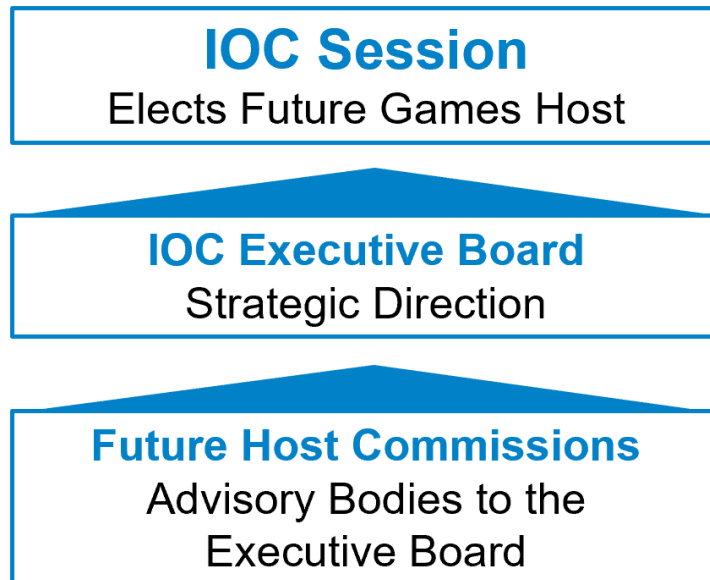 IOC Session
Elects Future Games Host
IOC Executive Board
Strategic Direction
Future Host Commissions
Advisory Bodies to the
Executive Board